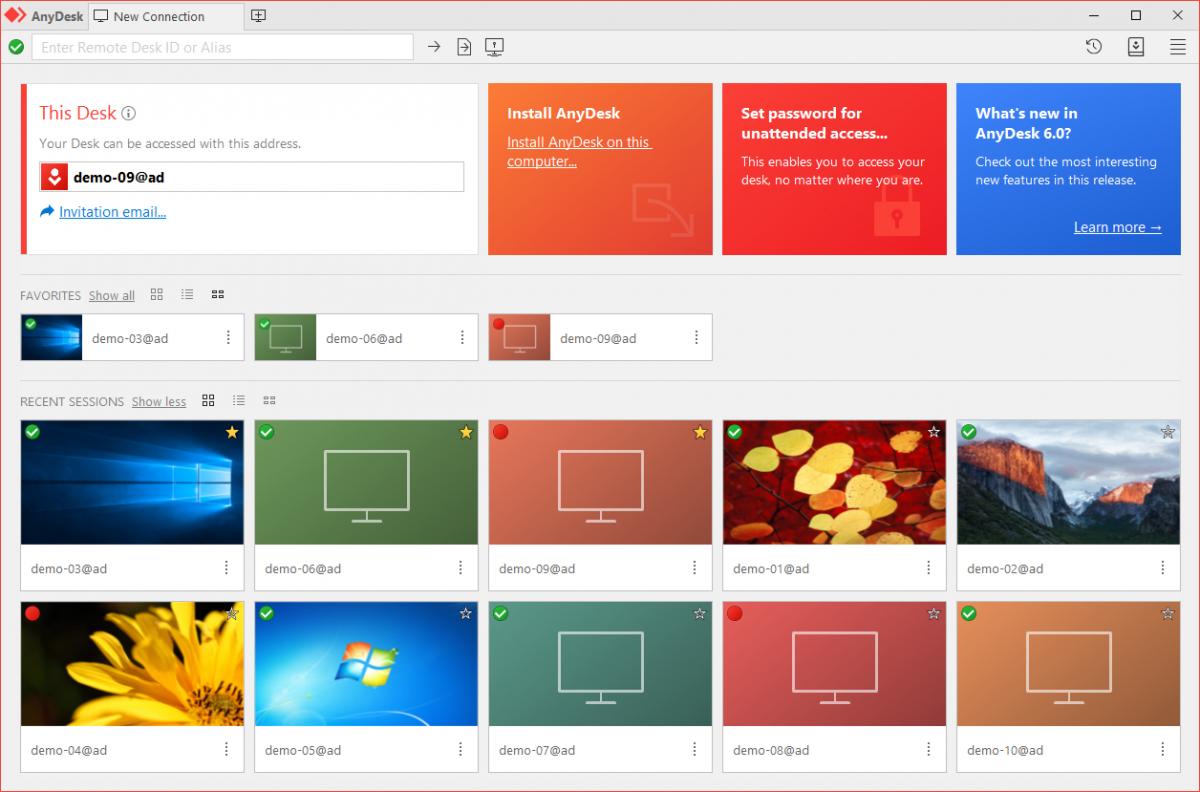 AnyDesk
New Connection
Enter Remote Desk ID or Alias
This Desk
Your Desk can be accessed with this address.
demo-09@ad
Invitation email...
Install AnyDesk
Install AnyDesk on this
computer...
Set password for
unattended access...
This enables you to access your
desk, no matter where you are.
What's new in
AnyDesk 6.0?
Check out the most interesting
new features in this release.
Learn more →
FAVORITES Show all
demo-03@ad
demo-06@ad
demo-09@ad
RECENT SESSIONS Show less
demo-03@ad
demo-06@ad
demo-09@ad
demo-01@ad
demo-02@ad
demo-04@ad
demo-05@ad
demo-07@ad
demo-08@ad
demo-10@ad